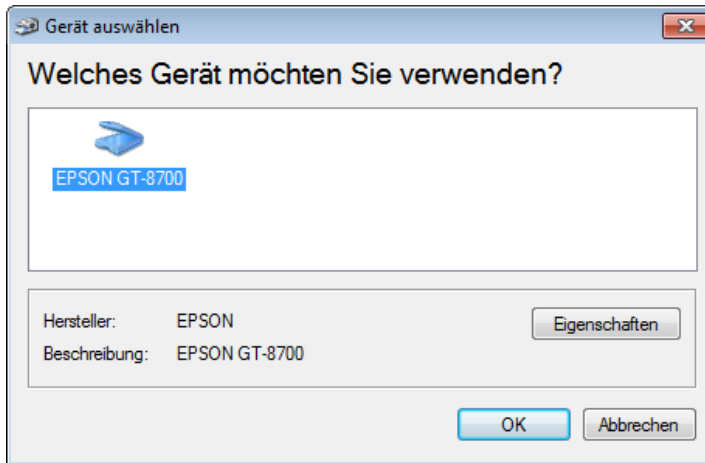 Gerät auswählen
Welches Gerät möchten Sie verwenden?
EPSON GT-8700
Hersteller: EPSON
Eigenschaften
Beschreibung: EPSON GT-8700
OK
Abbrechen